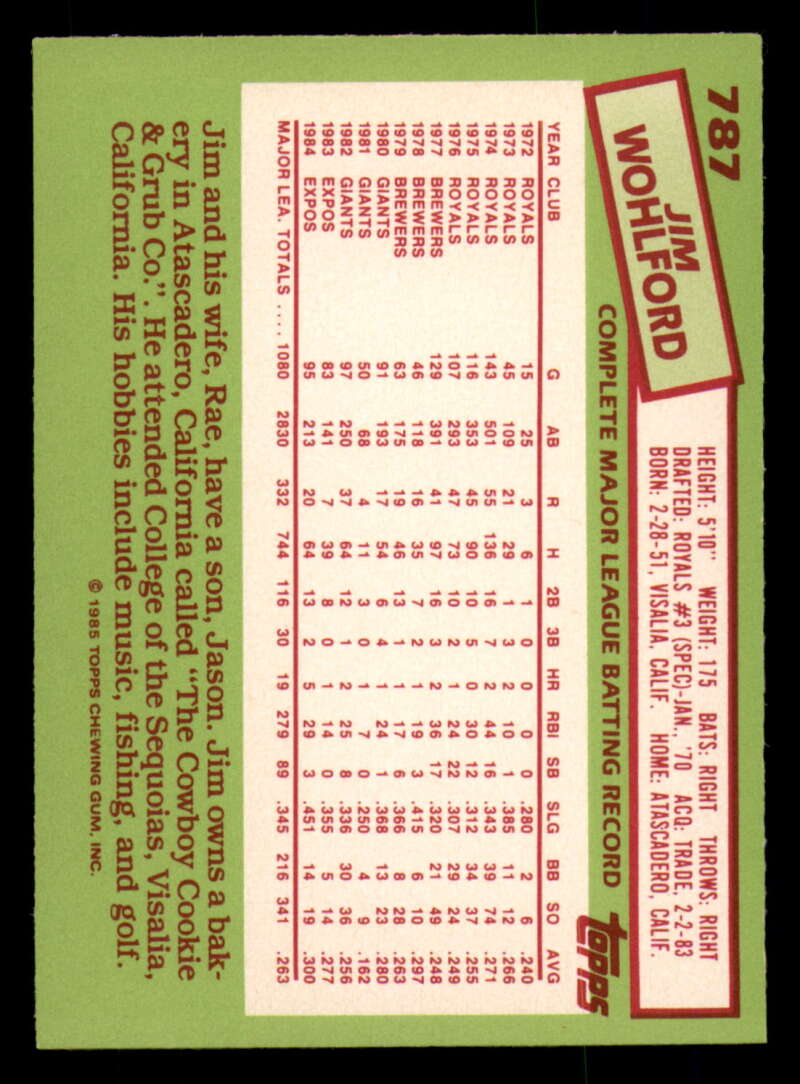 787
JIM
WOHLFORD
HEIGHT: 5'10" WEIGHT: 175 BATS: RIGHT THROWS: RIGHT
DRAFTED: ROYALS #3 (SPEC)-JAN., '70 ACQ: TRADE, 2-2-83
BORN: 2-28-51, VISALIA, CALIF. HOME: ATASCADERO, CALIF.
COMPLETE MAJOR LEAGUE BATTING RECORD
topps
YEAR CLUB G AB R H 2B 3B HR RBI SB SLG BB SO AVG
1972 ROYALS 15 25 3 6 1 0 0 0 0 .280 2 6 .240
1973 ROYALS 45 109 21 29 1 3 2 10 1 .385 11 12 .266
1974 ROYALS 143 501 55 136 16 7 2 44 16 .343 39 74 .271
1975 ROYALS 116 353 45 90 10 5 0 30 12 .312 34 37 .255
1976 ROYALS 107 293 47 73 10 2 1 24 22 .307 29 24 .249
1977 BREWERS 129 391 41 97 16 3 2 36 17 .320 21 49 .248
1978 BREWERS 46 118 16 35 7 2 1 19 3 .415 6 10 .297
1979 BREWERS 63 175 19 46 13 1 1 17 6 .366 8 28 .263
1980 GIANTS 91 193 17 54 6 4 1 24 1 .368 13 23 .280
1981 GIANTS 50 68 4 11 3 0 1 7 0 .250 4 9 .162
1982 GIANTS 97 250 37 64 12 1 2 25 8 .336 30 36 .256
1983 EXPOS 83 141 7 39 8 0 1 14 0 .355 5 14 .277
1984 EXPOS 95 213 20 64 13 2 5 29 3 .451 14 19 .300
MAJOR LEA. TOTALS .... 1080 2830 332 744 116 30 19 279 89 .345 216 341 .263
Jim and his wife, Rae, have a son, Jason. Jim owns a bak-
ery in Atascadero, California called "The Cowboy Cookie
& Grub Co.". He attended College of the Sequoias, Visalia,
California. His hobbies include music, fishing, and golf.
© 1985 TOPPS CHEWING GUM, INC.